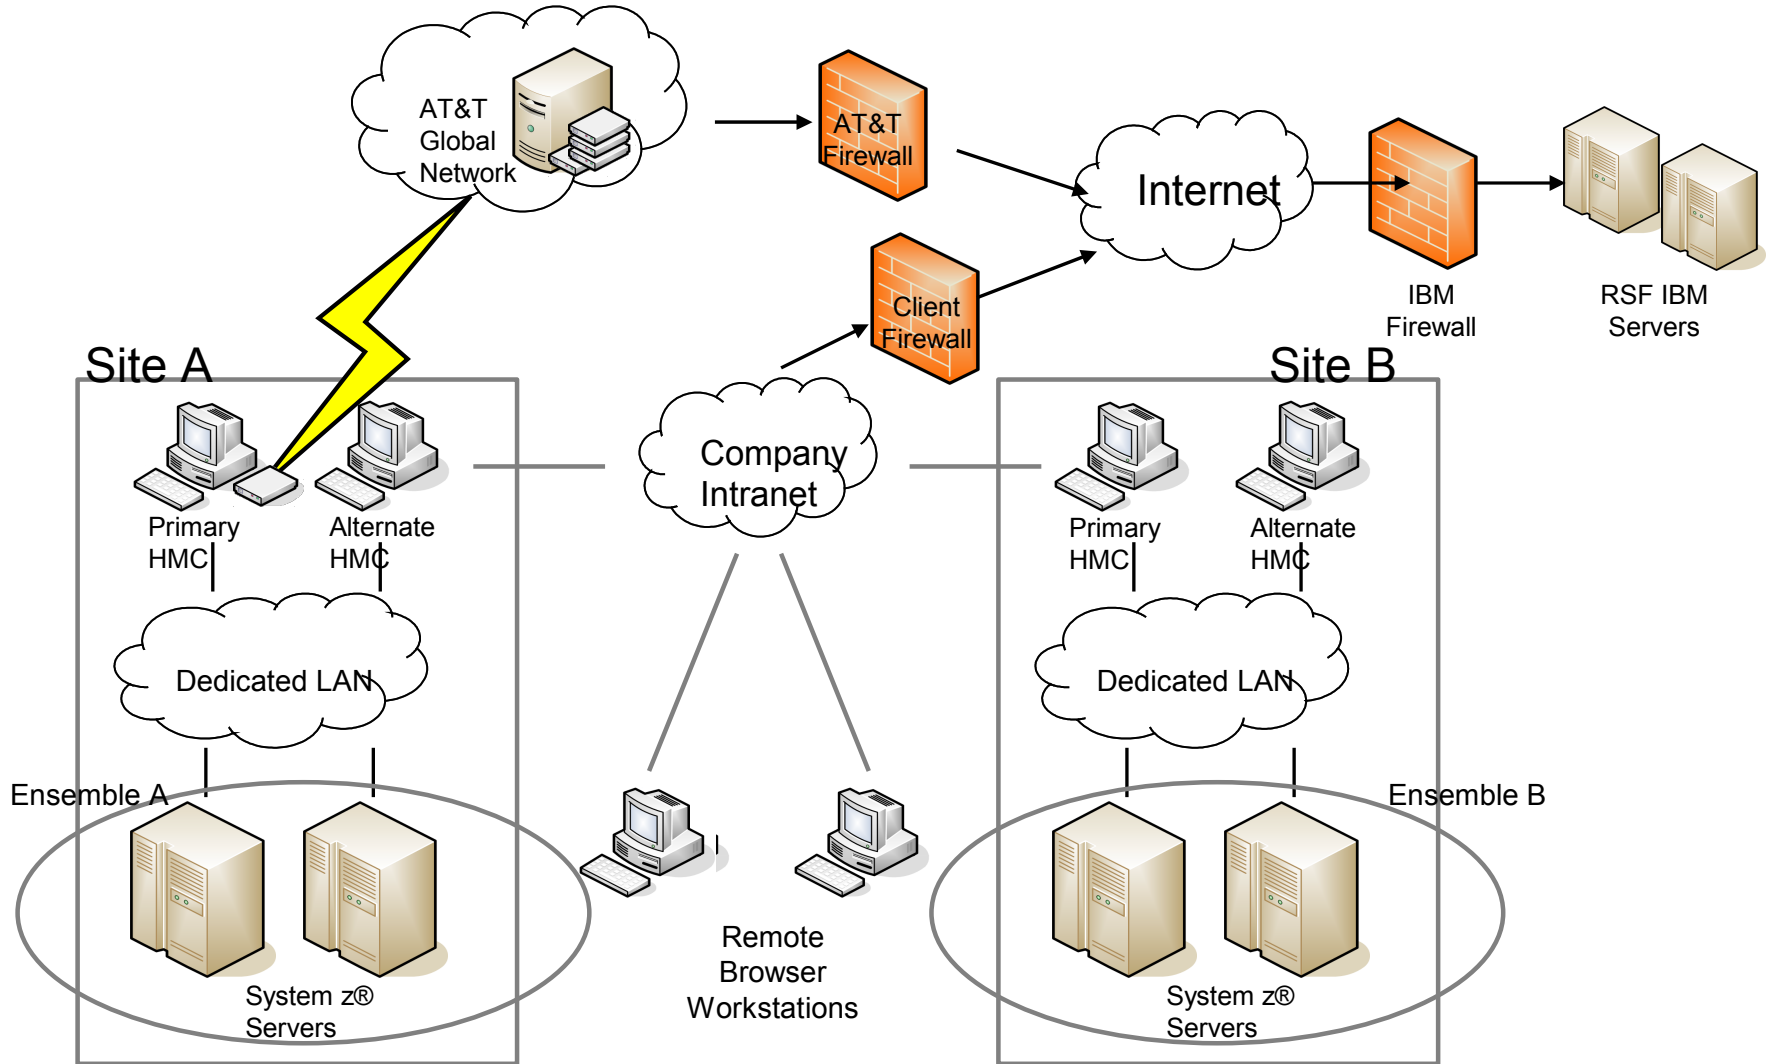 AT&T
Global
Network
AT&T
Firewall
Internet
Client
Firewall
IBM
Firewall
RSF IBM
Servers
Site A
Site B
Company
Intranet
Primary
HMC
Alternate
HMC
Primary
HMC
Alternate
HMC
Dedicated LAN
Dedicated LAN
Ensemble A
Ensemble B
Remote
Browser
Workstations
System z®
Servers
System z®
Servers